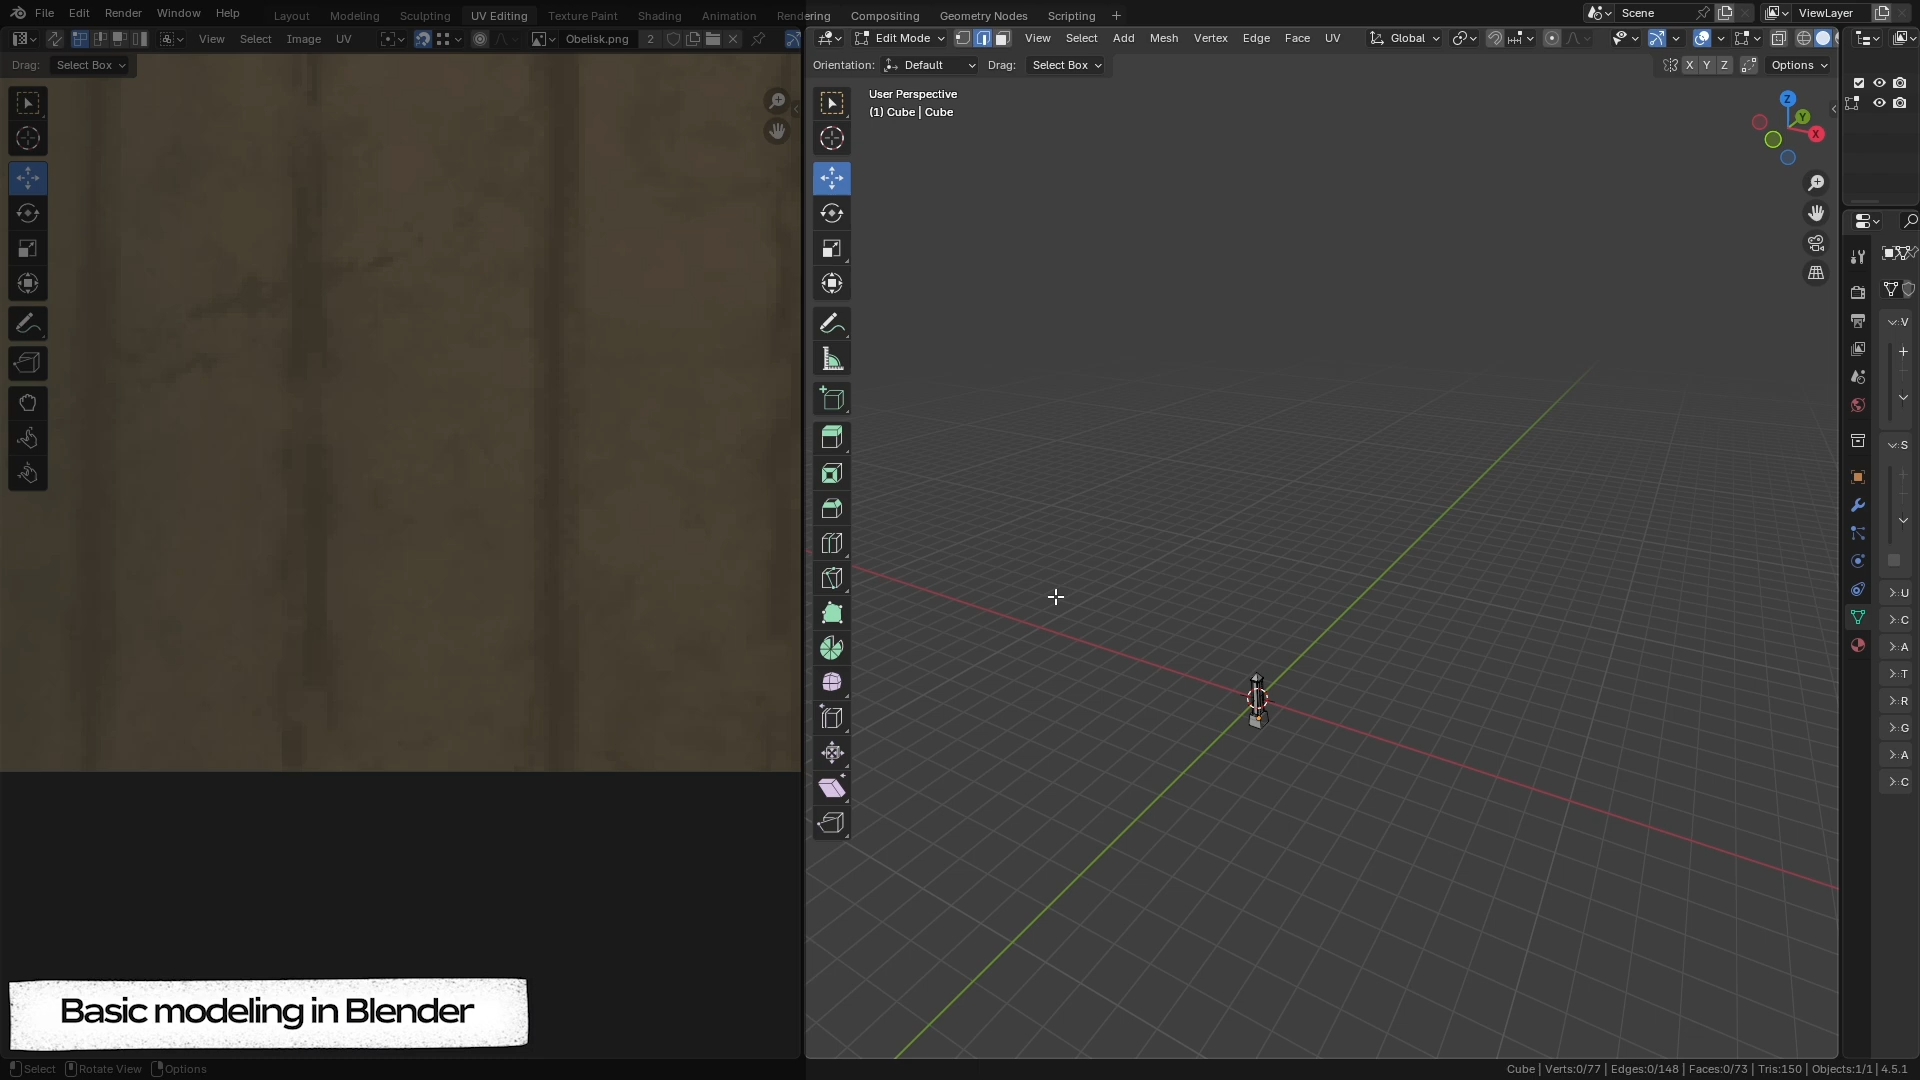 File Edit Render Window Help Layout Modeling Sculpting UV Editing Texture Paint Shading Animation Rendering Compositing Geometry Nodes Scripting + Scene ViewLayer
View Select Image UV Obelisk.png 2 Edit Mode View Select Add Mesh Vertex Edge Face UV Global
Drag: Select Box Orientation: Default Drag: Select Box X Y Z Options
User Perspective
(1) Cube | Cube
Z
Y
X
V
S
U
C
A
T
R
G
A
C
Basic modeling in Blender
Select Rotate View Options Cube | Verts:0/77 | Edges:0/148 | Faces:0/73 | Tris:150 | Objects:1/1 | 4.5.1